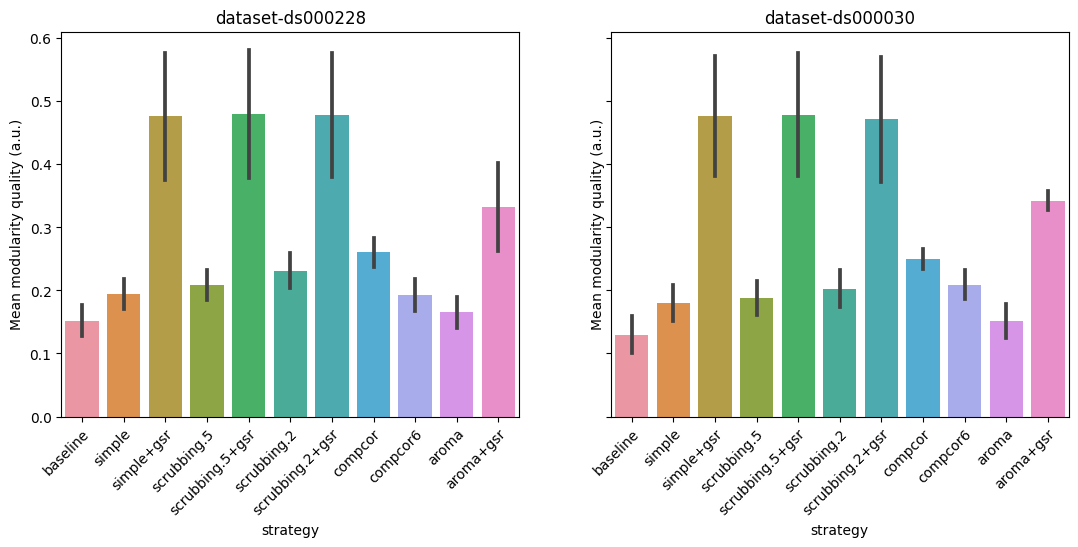 dataset-ds000228
Mean modularity quality (a.u.)
0.6
0.5
0.4
0.3
0.2
0.1
0.0
baseline
simple
simple+gsr
scrubbing.5
scrubbing.5+gsr
scrubbing.2
scrubbing.2+gsr
compcor
compcor6
aroma
aroma+gsr
strategy
dataset-ds000030
Mean modularity quality (a.u.)
baseline
simple
simple+gsr
scrubbing.5
scrubbing.5+gsr
scrubbing.2
scrubbing.2+gsr
compcor
compcor6
aroma
aroma+gsr
strategy